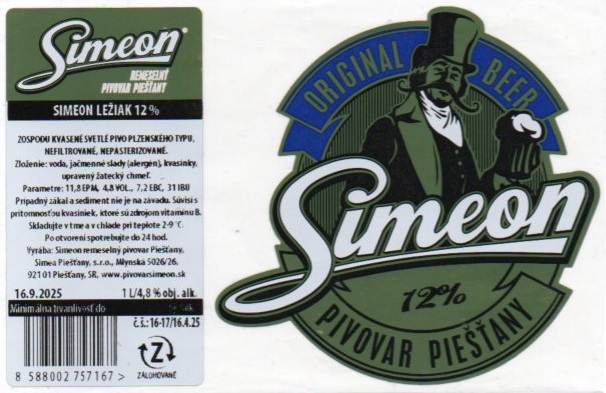 Simeon
REMESELNÝ
PIVOVAR PIEŠŤANY
SIMEON LEŽIAK 12 %
ZOSPODU KVASENÉ SVETLÉ PIVO PLZENSKÉHO TYPU,
NEFILTROVANÉ, NEPASTERIZOVANÉ.
Zloženie: voda, jačmenné slady (alergén), kvasinky,
upravený žatecký chmeľ.
Parametre: 11,8 EPM, 4,8 VOL., 7,2 EBC, 31 IBU
Prípadný zákal a sediment nie je na závadu. Súvisí s
prítomnosťou kvasiniek, ktoré sú zdrojom vitamínu B.
Skladujte v tme a v chlade pri teplote 2-9 °C.
Po otvorení spotrebujte do 24 hod.
Vyrába: Simeon remeselný pivovar Piešťany,
Simea Piešťany, s.r.o., Mlynská 5026/26,
921 01 Piešťany, SR, www.pivovarsimeon.sk
16.9.2025 1 L/4,8 % obj. alk.
Minimálna trvanlivosť do
č.š.: 16-17/16.4.25
8 588002 757167 >
Z
ZÁLOHOVANÉ
ORIGINAL BEER
Simeon
12%
PIVOVAR PIEŠŤANY